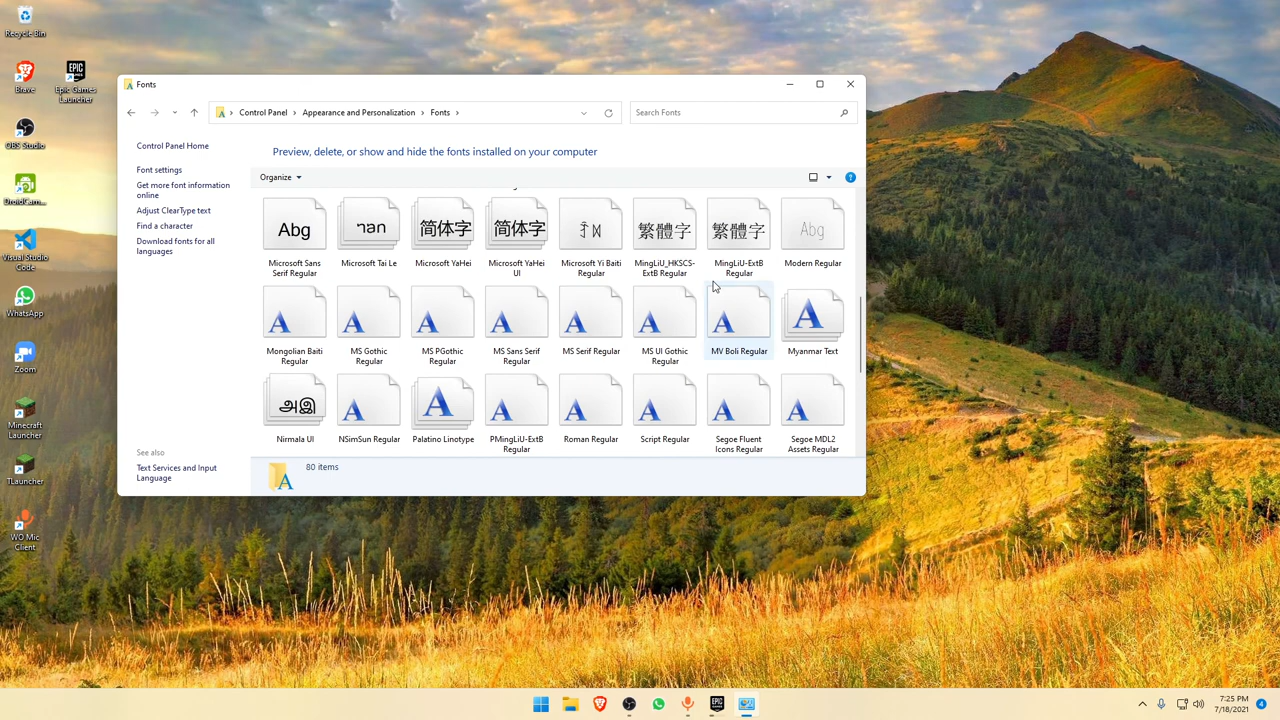 Recycle Bin
Brave
Epic Games
Launcher
OBS Studio
DroidCam...
Visual Studio
Code
WhatsApp
Zoom
Minecraft
Launcher
TLauncher
WO Mic
Client
EPIC
GAMES
Fonts
Control Panel
Appearance and Personalization
Fonts
Search Fonts
Control Panel Home
Font settings
Get more font information
online
Adjust ClearType text
Find a character
Download fonts for all
languages
See also
Text Services and Input
Language
Preview, delete, or show and hide the fonts installed on your computer
Organize
?
Abg
简体字
简体字
繁體字
繁體字
Abg
Microsoft Sans
Serif Regular
Microsoft Tai Le
Microsoft YaHei
Microsoft YaHei
UI
Microsoft Yi Baiti
Regular
MingLiU_HKSCS-
ExtB Regular
MingLiU-ExtB
Regular
Modern Regular
A
A
A
A
A
A
A
A
Mongolian Baiti
Regular
MS Gothic
Regular
MS PGothic
Regular
MS Sans Serif
Regular
MS Serif Regular
MS UI Gothic
Regular
MV Boli Regular
Myanmar Text
அஇ
A
A
A
A
A
A
A
Nirmala UI
NSimSun Regular
Palatino Linotype
PMingLiU-ExtB
Regular
Roman Regular
Script Regular
Segoe Fluent
Icons Regular
Segoe MDL2
Assets Regular
A
80 items
EPIC
7:25 PM
7/18/2021
4